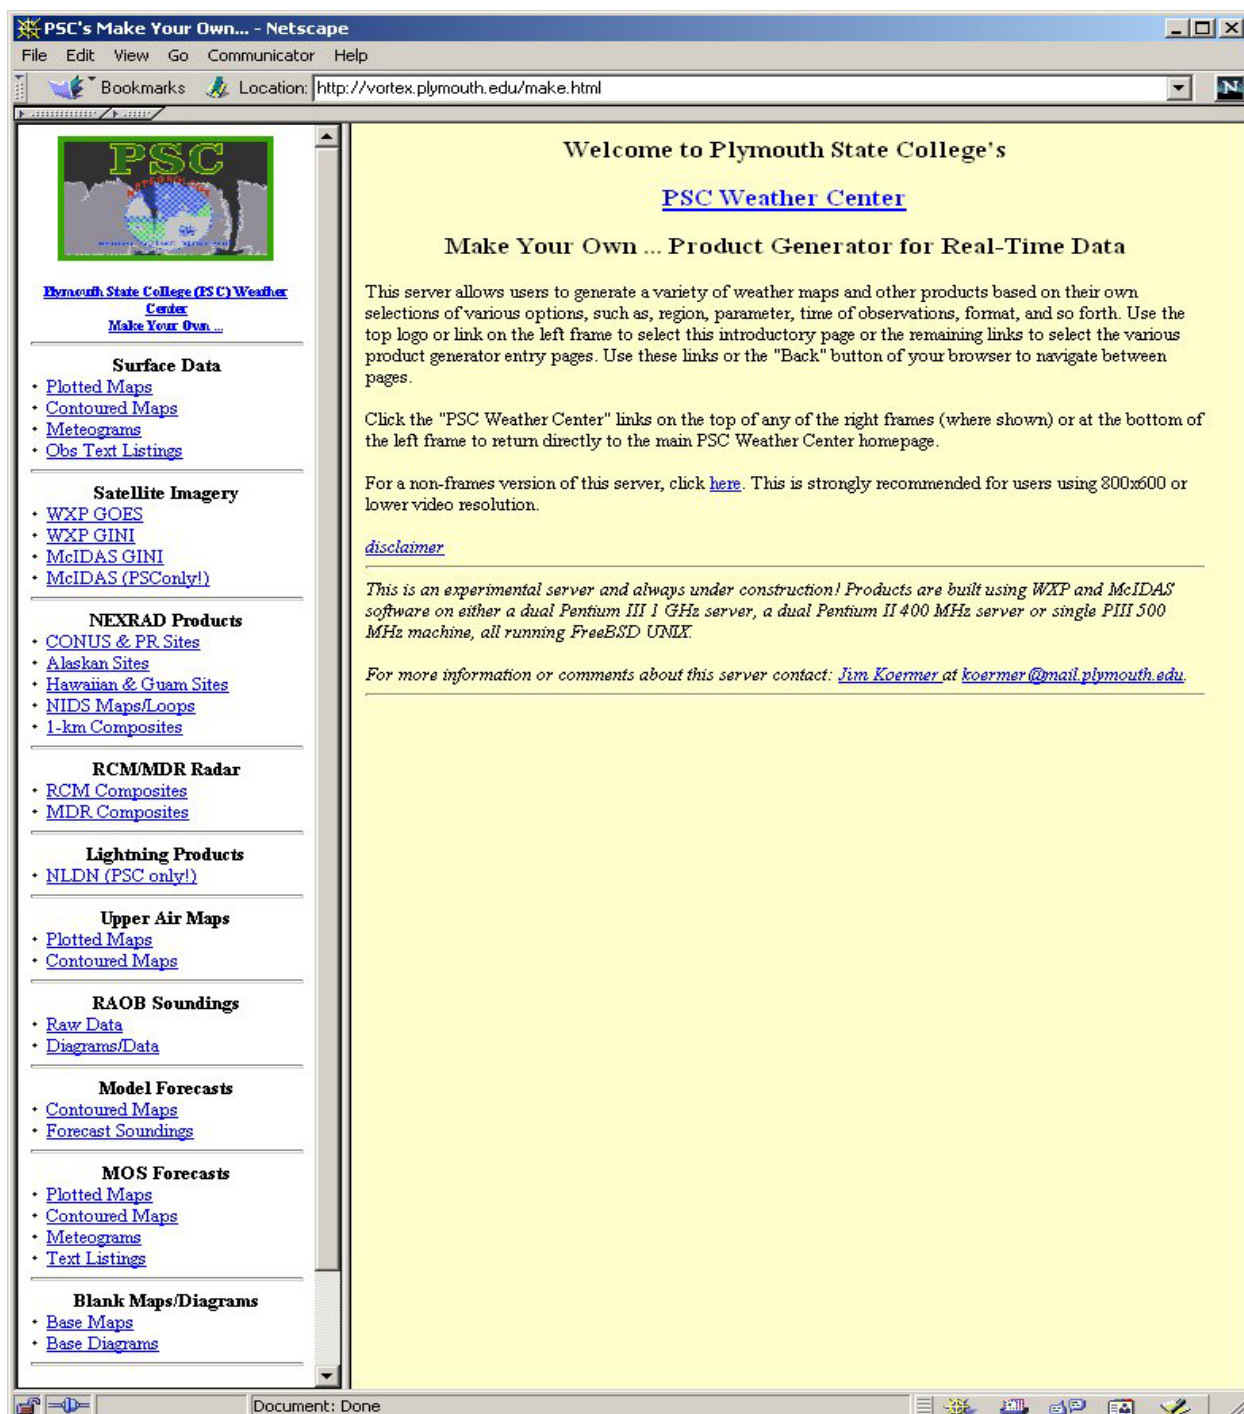 PSC's Make Your Own... - Netscape
File Edit View Go Communicator Help
Bookmarks Location: http://vortex.plymouth.edu/make.html
N
PSC
METEOROLOGY
Plymouth State College (PSC) Weather
Center
Make Your Own ...
Surface Data
Plotted Maps
Contoured Maps
Meteograms
Obs Text Listings
Satellite Imagery
WXP GOES
WXP GINI
McIDAS GINI
McIDAS (PSConly!)
NEXRAD Products
CONUS & PR Sites
Alaskan Sites
Hawaiian & Guam Sites
NIDS Maps/Loops
1-km Composites
RCM/MDR Radar
RCM Composites
MDR Composites
Lightning Products
NLDN (PSC only!)
Upper Air Maps
Plotted Maps
Contoured Maps
RAOB Soundings
Raw Data
Diagrams/Data
Model Forecasts
Contoured Maps
Forecast Soundings
MOS Forecasts
Plotted Maps
Contoured Maps
Meteograms
Text Listings
Blank Maps/Diagrams
Base Maps
Base Diagrams
Welcome to Plymouth State College's
PSC Weather Center
Make Your Own ... Product Generator for Real-Time Data
This server allows users to generate a variety of weather maps and other products based on their own
selections of various options, such as, region, parameter, time of observations, format, and so forth. Use the
top logo or link on the left frame to select this introductory page or the remaining links to select the various
product generator entry pages. Use these links or the "Back" button of your browser to navigate between
pages.
Click the "PSC Weather Center" links on the top of any of the right frames (where shown) or at the bottom of
the left frame to return directly to the main PSC Weather Center homepage.
For a non-frames version of this server, click here. This is strongly recommended for users using 800x600 or
lower video resolution.
disclaimer
This is an experimental server and always under construction! Products are built using WXP and McIDAS
software on either a dual Pentium III 1 GHz server, a dual Pentium II 400 MHz server or single PIII 500
MHz machine, all running FreeBSD UNIX.
For more information or comments about this server contact: Jim Koermer at koermer@mail.plymouth.edu.
Document: Done